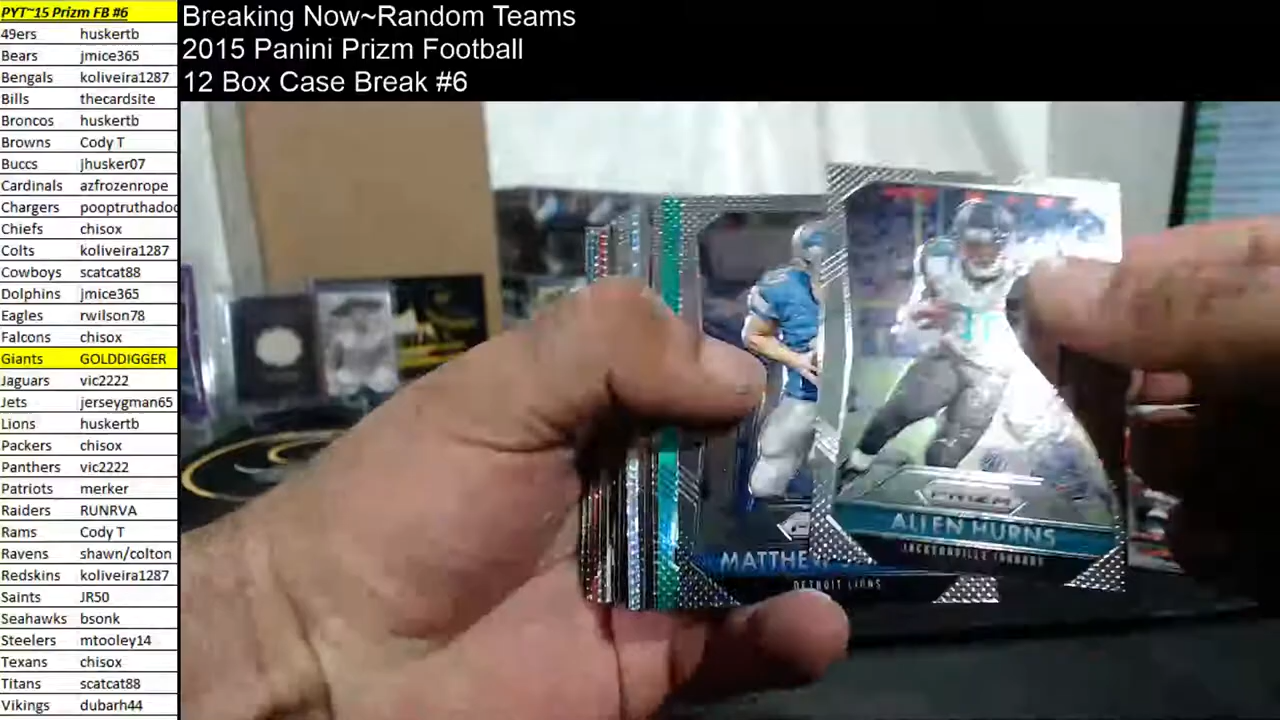 PYT~15 Prizm FB #6
49ers huskertb
Bears jmice365
Bengals koliveira1287
Bills thecardsite
Broncos huskertb
Browns Cody T
Buccs jhusker07
Cardinals azfrozenrope
Chargers pooptruthadoo
Chiefs chisox
Colts koliveira1287
Cowboys scatcat88
Dolphins jmice365
Eagles rwilson78
Falcons chisox
Giants GOLDDIGGER
Jaguars vic2222
Jets jerseygman65
Lions huskertb
Packers chisox
Panthers vic2222
Patriots merker
Raiders RUNRVA
Rams Cody T
Ravens shawn/colton
Redskins koliveira1287
Saints JR50
Seahawks bsonk
Steelers mtooley14
Texans chisox
Titans scatcat88
Vikings dubarh44
Breaking Now~Random Teams
2015 Panini Prizm Football
12 Box Case Break #6
PRIZM
ALLEN HURNS
JACKSONVILLE JAGUARS
MATTHEW
DETROIT LIONS